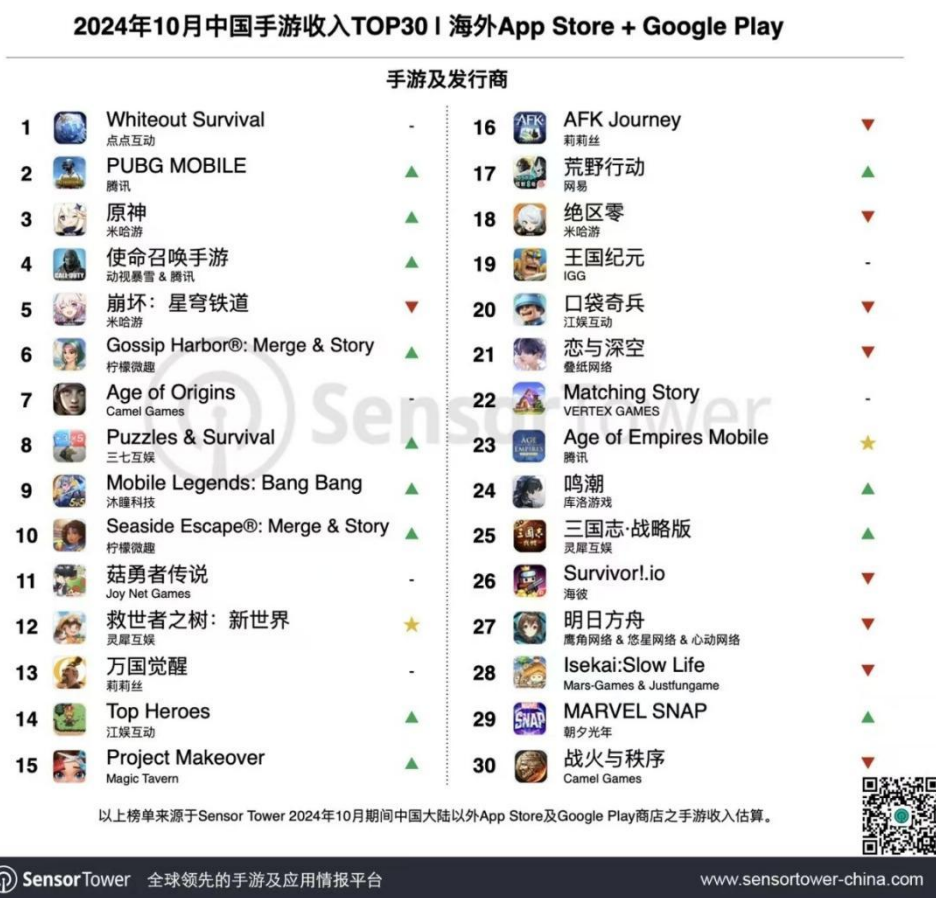 2024年10月中国手游收入TOP30 | 海外App Store + Google Play
手游及发行商
1
Whiteout Survival
点点互动
-
2
PUBG MOBILE
腾讯
▲
3
原神
米哈游
▲
4
使命召唤手游
动视暴雪 & 腾讯
▲
5
崩坏：星穹铁道
米哈游
▼
6
Gossip Harbor®: Merge & Story
柠檬微趣
▲
7
Age of Origins
Camel Games
-
8
Puzzles & Survival
三七互娱
▲
9
Mobile Legends: Bang Bang
沐瞳科技
▲
10
Seaside Escape®: Merge & Story
柠檬微趣
▲
11
菇勇者传说
Joy Net Games
-
12
救世者之树：新世界
灵犀互娱
★
13
万国觉醒
莉莉丝
-
14
Top Heroes
江娱互动
▲
15
Project Makeover
Magic Tavern
▲
16
AFK Journey
莉莉丝
▼
17
荒野行动
网易
▲
18
绝区零
米哈游
▼
19
王国纪元
IGG
-
20
口袋奇兵
江娱互动
▼
21
恋与深空
叠纸网络
▼
22
Matching Story
VERTEX GAMES
-
23
Age of Empires Mobile
腾讯
★
24
鸣潮
库洛游戏
▲
25
三国志·战略版
灵犀互娱
▲
26
Survivor!.io
海彼
▼
27
明日方舟
鹰角网络 & 悠星网络 & 心动网络
▼
28
Isekai:Slow Life
Mars-Games & Justfungame
▼
29
MARVEL SNAP
朝夕光年
▲
30
战火与秩序
Camel Games
▼
SensorTower
以上榜单来源于Sensor Tower 2024年10月期间中国大陆以外App Store及Google Play商店之手游收入估算。
SensorTower 全球领先的手游及应用情报平台
www.sensortower-china.com